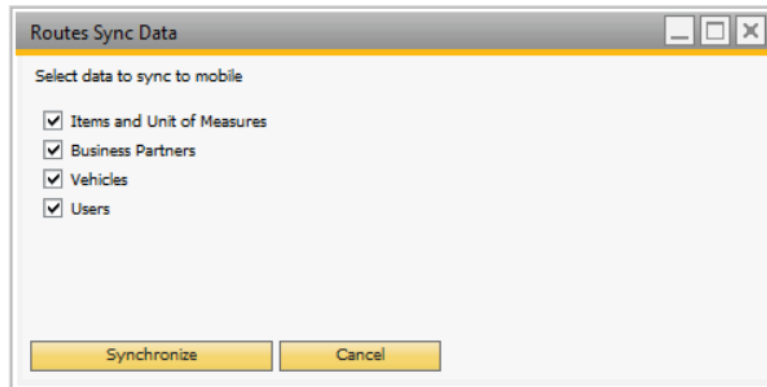 Routes Sync Data
Select data to sync to mobile
Items and Unit of Measures
Business Partners
Vehicles
Users
Synchronize Cancel